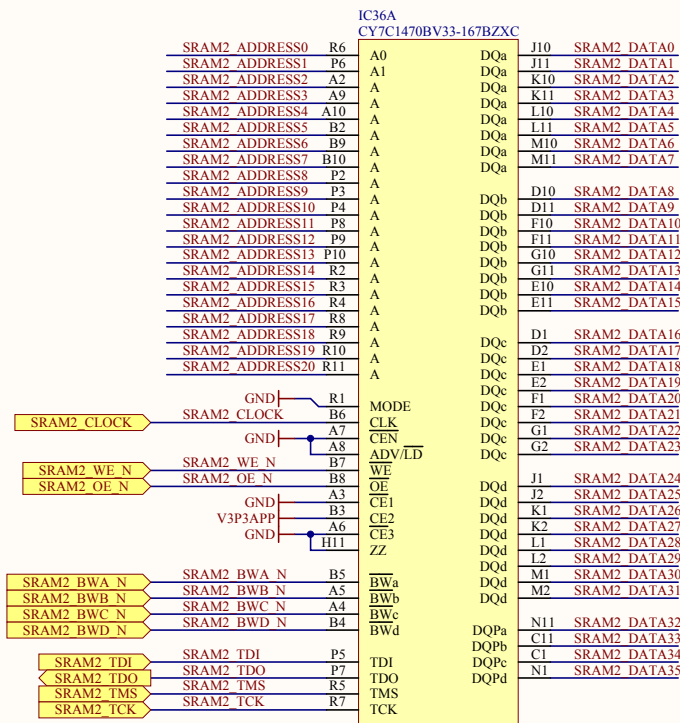 IC36A
CY7C1470BV33-167BZXC
SRAM2_ADDRESS0 R6 A0 DQa J10 SRAM2_DATA0
SRAM2_ADDRESS1 P6 A1 DQa J11 SRAM2_DATA1
SRAM2_ADDRESS2 A2 A DQa K10 SRAM2_DATA2
SRAM2_ADDRESS3 A9 A DQa K11 SRAM2_DATA3
SRAM2_ADDRESS4 A10 A DQa L10 SRAM2_DATA4
SRAM2_ADDRESS5 B2 A DQa L11 SRAM2_DATA5
SRAM2_ADDRESS6 B9 A DQa M10 SRAM2_DATA6
SRAM2_ADDRESS7 B10 A DQa M11 SRAM2_DATA7
SRAM2_ADDRESS8 P2 A
SRAM2_ADDRESS9 P3 A DQb D10 SRAM2_DATA8
SRAM2_ADDRESS10 P4 A DQb D11 SRAM2_DATA9
SRAM2_ADDRESS11 P8 A DQb F10 SRAM2_DATA10
SRAM2_ADDRESS12 P9 A DQb F11 SRAM2_DATA11
SRAM2_ADDRESS13 P10 A DQb G10 SRAM2_DATA12
SRAM2_ADDRESS14 R2 A DQb G11 SRAM2_DATA13
SRAM2_ADDRESS15 R3 A DQb E10 SRAM2_DATA14
SRAM2_ADDRESS16 R4 A DQb E11 SRAM2_DATA15
SRAM2_ADDRESS17 R8 A
SRAM2_ADDRESS18 R9 A DQc D1 SRAM2_DATA16
SRAM2_ADDRESS19 R10 A DQc D2 SRAM2_DATA17
SRAM2_ADDRESS20 R11 A DQc E1 SRAM2_DATA18
DQc E2 SRAM2_DATA19
GND R1 MODE DQc F1 SRAM2_DATA20
SRAM2_CLOCK SRAM2_CLOCK B6 CLK DQc F2 SRAM2_DATA21
GND A7 CEN DQc G1 SRAM2_DATA22
A8 ADV/LD DQc G2 SRAM2_DATA23
SRAM2_WE_N SRAM2_WE_N B7 WE
SRAM2_OE_N SRAM2_OE_N B8 OE DQd J1 SRAM2_DATA24
GND A3 CE1 DQd J2 SRAM2_DATA25
V3P3APP B3 CE2 DQd K1 SRAM2_DATA26
GND A6 CE3 DQd K2 SRAM2_DATA27
H11 ZZ DQd L1 SRAM2_DATA28
DQd L2 SRAM2_DATA29
SRAM2_BWA_N SRAM2_BWA_N B5 BWa DQd M1 SRAM2_DATA30
SRAM2_BWB_N SRAM2_BWB_N A5 BWb DQd M2 SRAM2_DATA31
SRAM2_BWC_N SRAM2_BWC_N A4 BWc
SRAM2_BWD_N SRAM2_BWD_N B4 BWd DQPa N11 SRAM2_DATA32
DQPb C11 SRAM2_DATA33
SRAM2_TDI SRAM2_TDI P5 TDI DQPc C1 SRAM2_DATA34
SRAM2_TDO SRAM2_TDO P7 TDO DQPd N1 SRAM2_DATA35
SRAM2_TMS SRAM2_TMS R5 TMS
SRAM2_TCK SRAM2_TCK R7 TCK